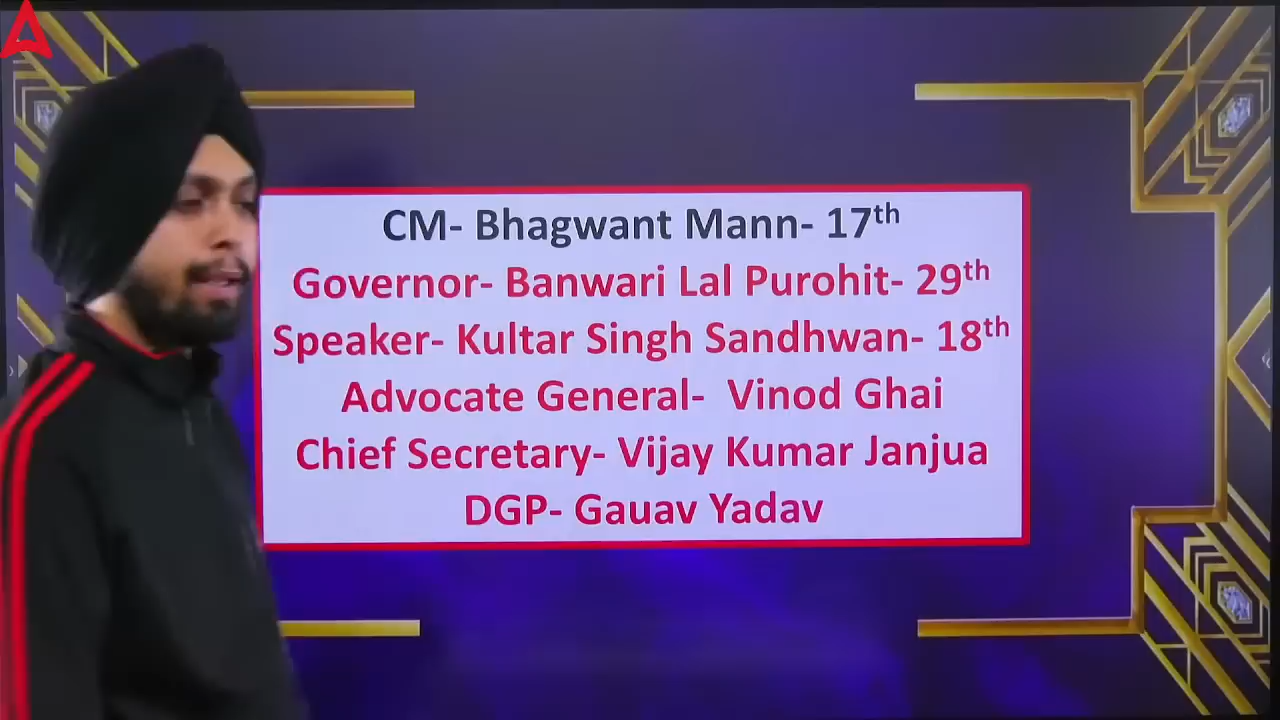 CM- Bhagwant Mann- 17th
Governor- Banwari Lal Purohit- 29th
Speaker- Kultar Singh Sandhwan- 18th
Advocate General- Vinod Ghai
Chief Secretary- Vijay Kumar Janjua
DGP- Gauav Yadav